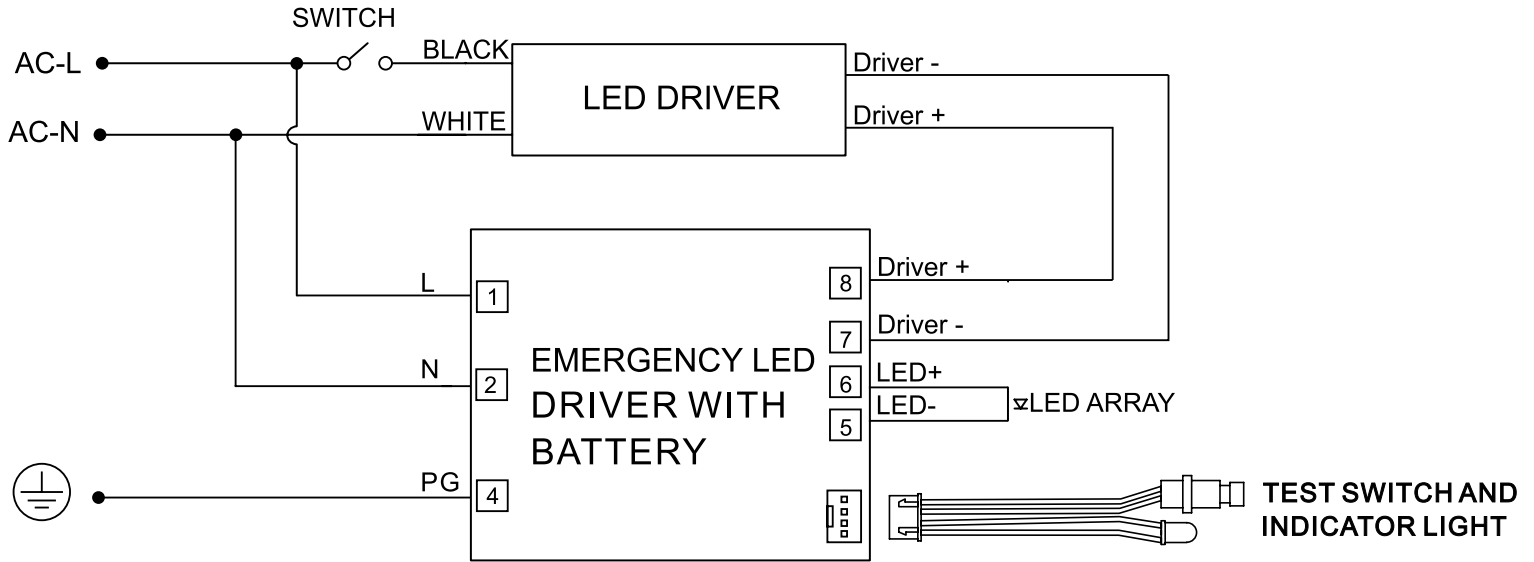 SWITCH
AC-L
BLACK
LED DRIVER
Driver -
AC-N
WHITE
Driver +
L
1
8
Driver +
7
Driver -
EMERGENCY LED
DRIVER WITH
BATTERY
N
2
6
LED+
5
LED-
LED ARRAY
PG
4
TEST SWITCH AND
INDICATOR LIGHT